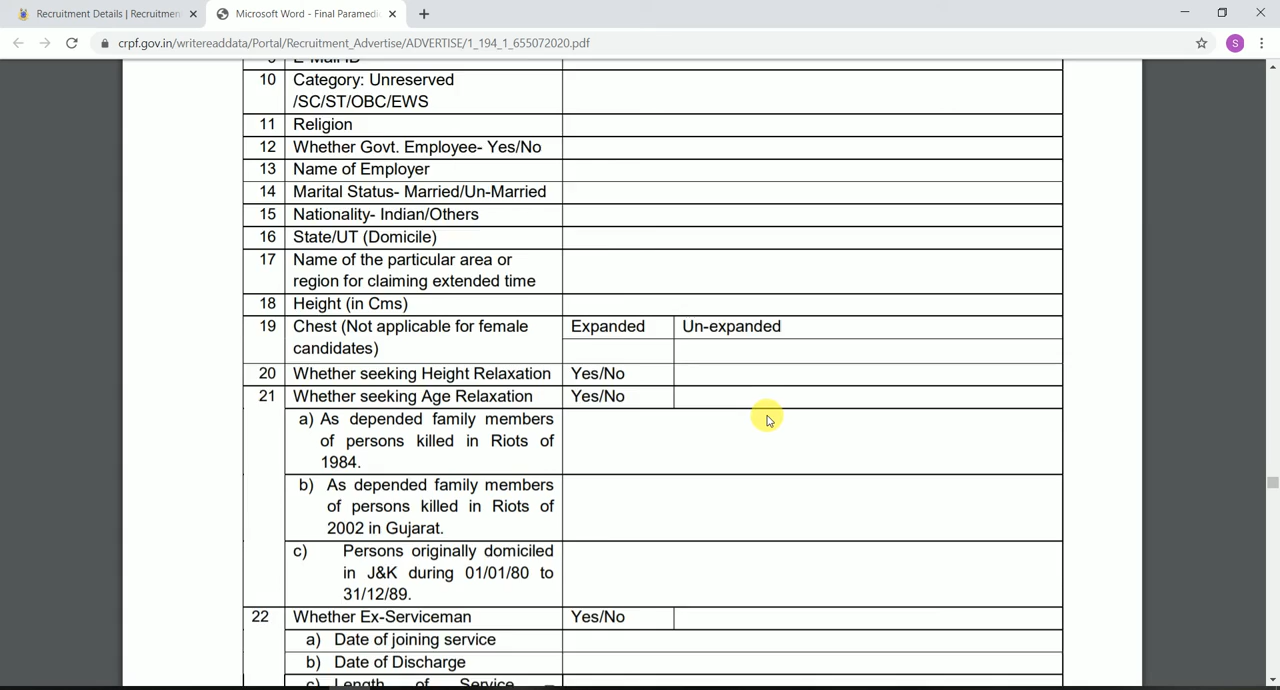 Recruitment Details | Recruitment
Microsoft Word - Final Paramedi
crpf.gov.in/writereaddata/Portal/Recruitment_Advertise/ADVERTISE/1_194_1_655072020.pdf
S
9 E-Mail ID
10 Category: Unreserved
/SC/ST/OBC/EWS
11 Religion
12 Whether Govt. Employee- Yes/No
13 Name of Employer
14 Marital Status- Married/Un-Married
15 Nationality- Indian/Others
16 State/UT (Domicile)
17 Name of the particular area or
region for claiming extended time
18 Height (in Cms)
19 Chest (Not applicable for female Expanded Un-expanded
candidates)
20 Whether seeking Height Relaxation Yes/No
21 Whether seeking Age Relaxation Yes/No
a) As depended family members
of persons killed in Riots of
1984.
b) As depended family members
of persons killed in Riots of
2002 in Gujarat.
c) Persons originally domiciled
in J&K during 01/01/80 to
31/12/89.
22 Whether Ex-Serviceman Yes/No
a) Date of joining service
b) Date of Discharge
c) Length of Service –